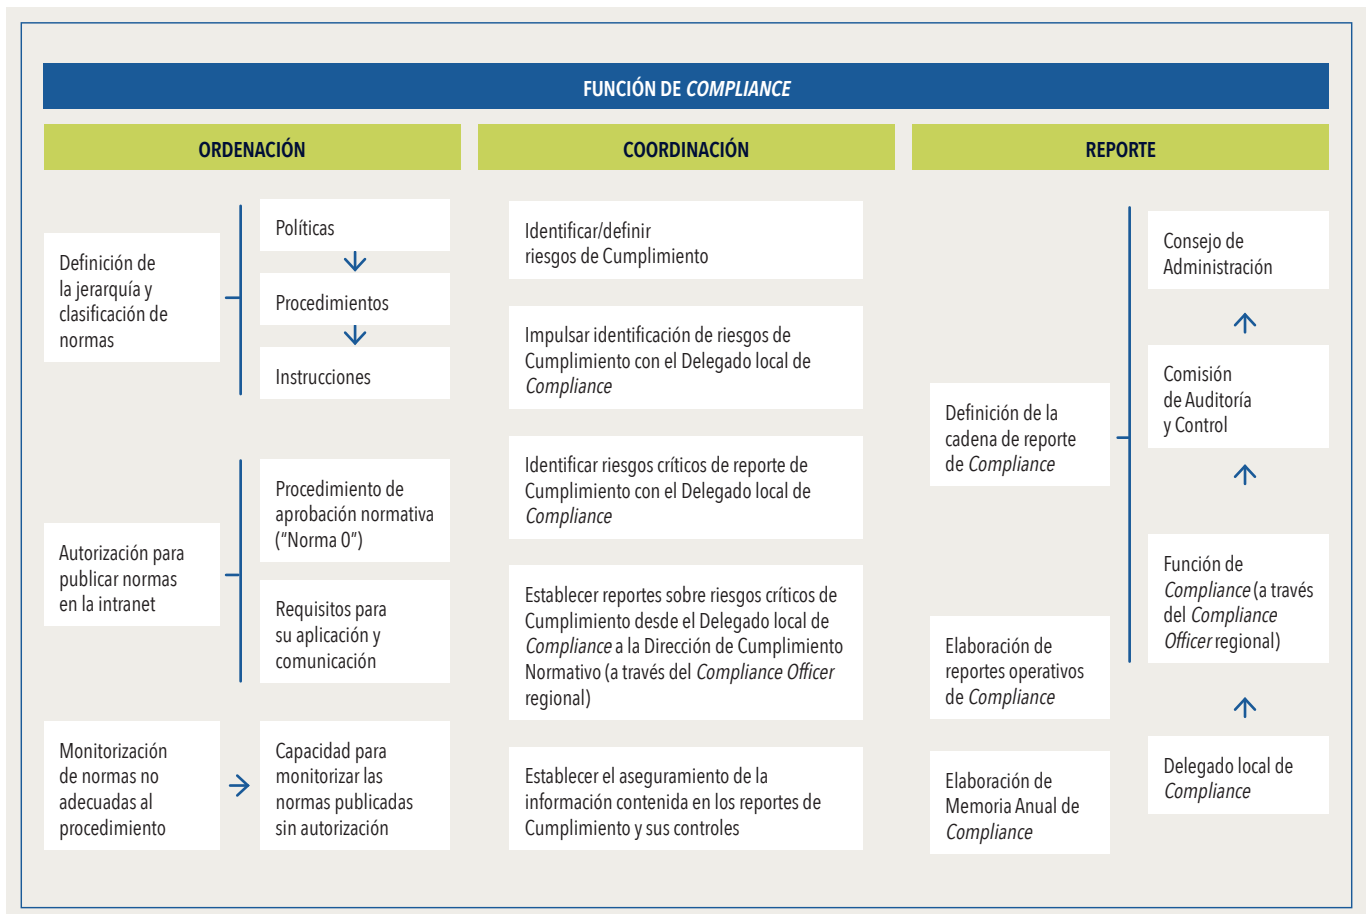 FUNCIÓN DE COMPLIANCE
ORDENACIÓN
Definición de
la jerarquía y
clasificación de
normas
Políticas
Procedimientos
Instrucciones
Autorización para
publicar normas
en la intranet
Procedimiento de
aprobación normativa
("Norma 0")
Requisitos para
su aplicación y
comunicación
Monitorización
de normas no
adecuadas al
procedimiento
Capacidad para
monitorizar las
normas publicadas
sin autorización
COORDINACIÓN
Identificar/definir
riesgos de Cumplimiento
Impulsar identificación de riesgos de
Cumplimiento con el Delegado local de
Compliance
Identificar riesgos críticos de reporte de
Cumplimiento con el Delegado local de
Compliance
Establecer reportes sobre riesgos críticos de
Cumplimiento desde el Delegado local de
Compliance a la Dirección de Cumplimiento
Normativo (a través del Compliance Officer
regional)
Establecer el aseguramiento de la
información contenida en los reportes de
Cumplimiento y sus controles
REPORTE
Definición de la
cadena de reporte
de Compliance
Elaboración de
reportes operativos
de Compliance
Elaboración de
Memoria Anual de
Compliance
Consejo de
Administración
Comisión
de Auditoría
y Control
Función de
Compliance (a través
del Compliance
Officer regional)
Delegado local de
Compliance